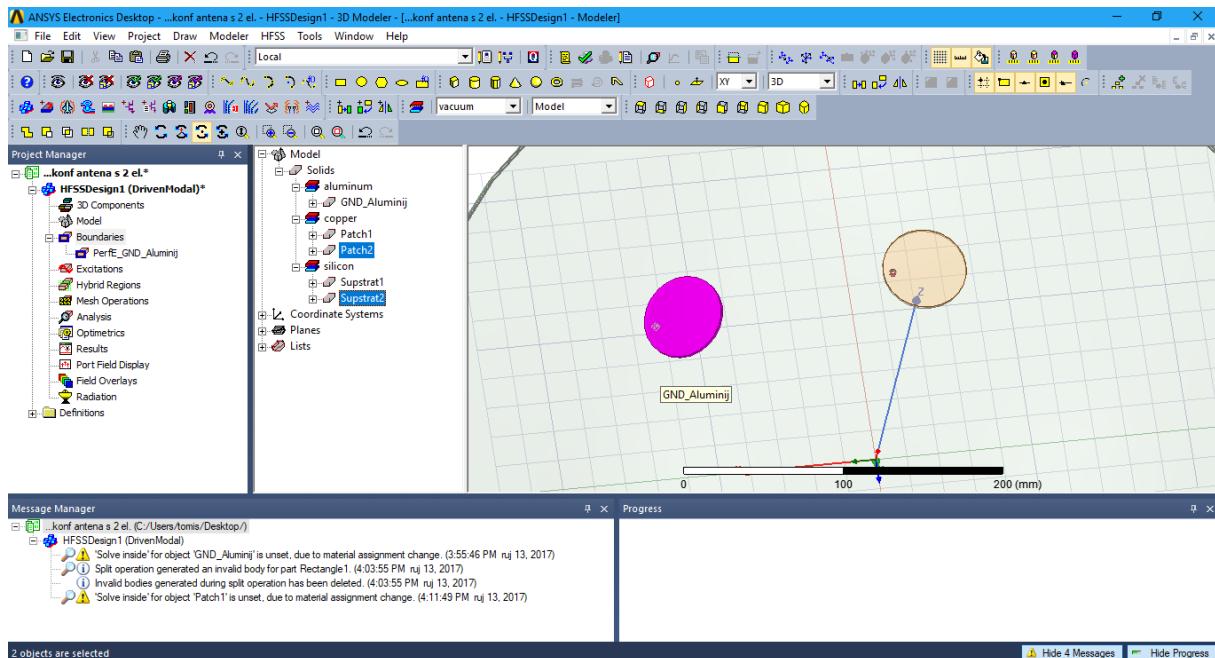 ANSYS Electronics Desktop - ...konf antena s 2 el. - HFSSDesign1 - 3D Modeler - [...konf antena s 2 el. - HFSSDesign1 - Modeler]
File Edit View Project Draw Modeler HFSS Tools Window Help
Local
XY 3D
vacuum Model
Project Manager
...konf antena s 2 el.*
HFSSDesign1 (DrivenModal)*
3D Components
Model
Boundaries
PerfE_GND_Aluminij
Excitations
Hybrid Regions
Mesh Operations
Analysis
Optimetrics
Results
Port Field Display
Field Overlays
Radiation
Definitions
Model
Solids
aluminum
GND_Aluminij
copper
Patch1
Patch2
silicon
Supstrat1
Supstrat2
Coordinate Systems
Planes
Lists
Z
GND_Aluminij
0 100 200 (mm)
Message Manager
...konf antena s 2 el. (C:/Users/tomis/Desktop/)
HFSSDesign1 (DrivenModal)
'Solve inside' for object 'GND_Aluminij' is unset, due to material assignment change. (3:55:46 PM ruj 13, 2017)
Split operation generated an invalid body for part Rectangle1. (4:03:55 PM ruj 13, 2017)
Invalid bodies generated during split operation has been deleted. (4:03:55 PM ruj 13, 2017)
'Solve inside' for object 'Patch1' is unset, due to material assignment change. (4:11:49 PM ruj 13, 2017)
Progress
2 objects are selected
Hide 4 Messages Hide Progress